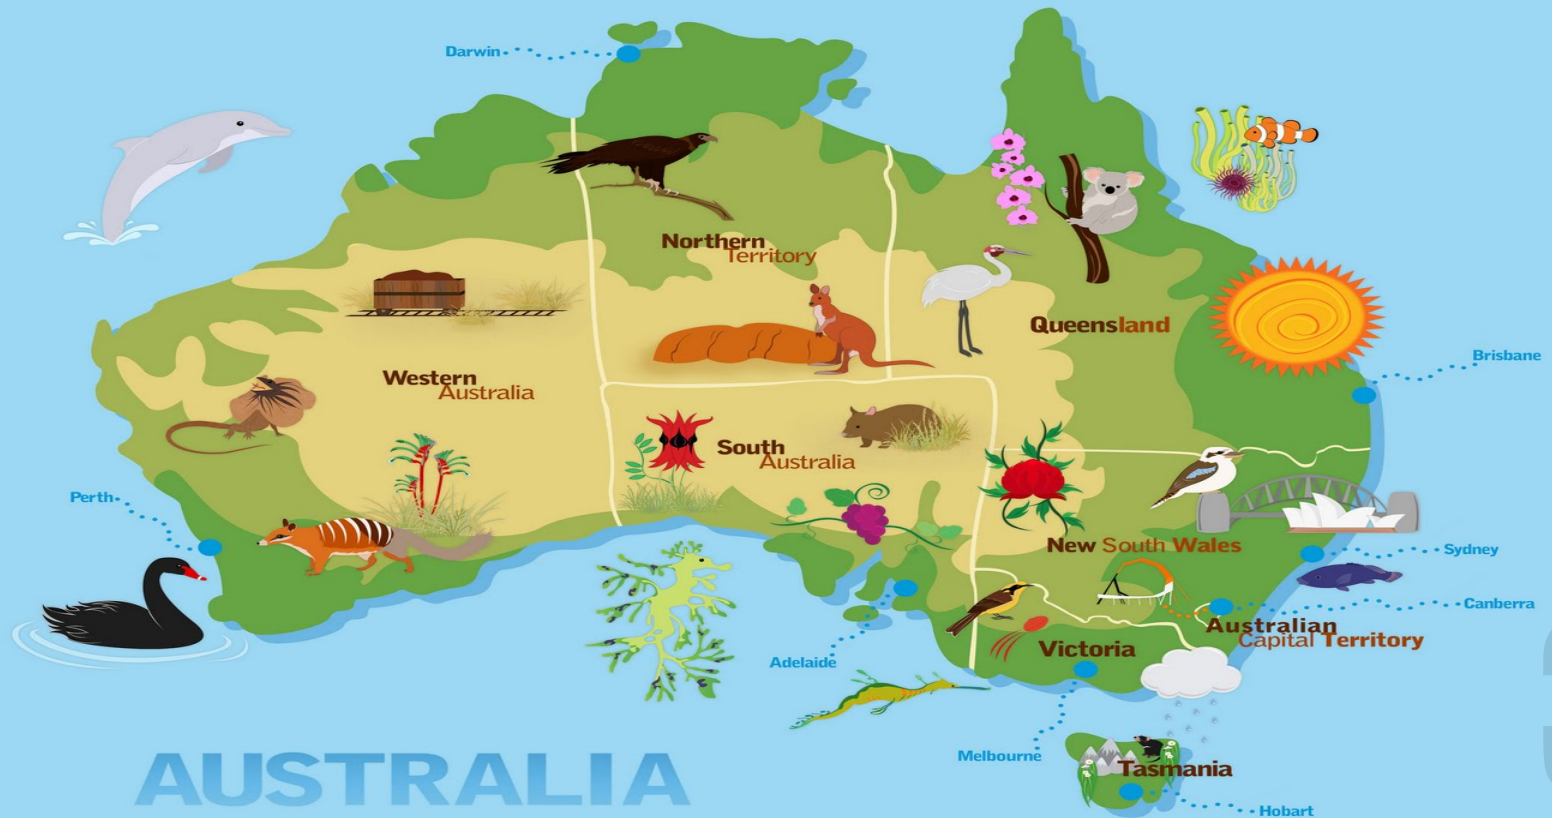 Darwin
Northern
Territory
Queensland
Brisbane
Western
Australia
South
Australia
Perth
New South Wales
Sydney
Canberra
Australian
Capital Territory
Victoria
Adelaide
Melbourne
Tasmania
Hobart
AUSTRALIA